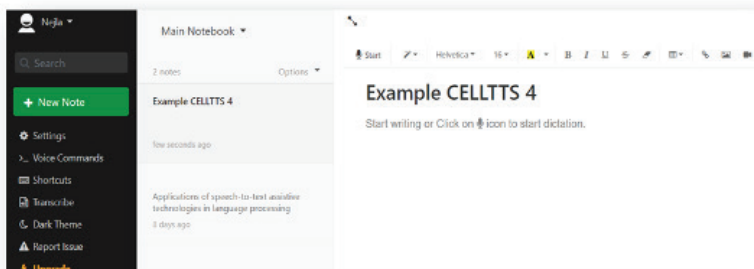 Nejla
Search
+ New Note
Settings
>_ Voice Commands
Shortcuts
Transcribe
Dark Theme
Report Issue
Upgrade
Main Notebook
2 notes Options
Example CELLTTS 4
few seconds ago
Applications of speech-to-text assistive
technologies in language processing
3 days ago
Start Helvetica 16 A B I U S
Example CELLTTS 4
Start writing or Click on icon to start dictation.